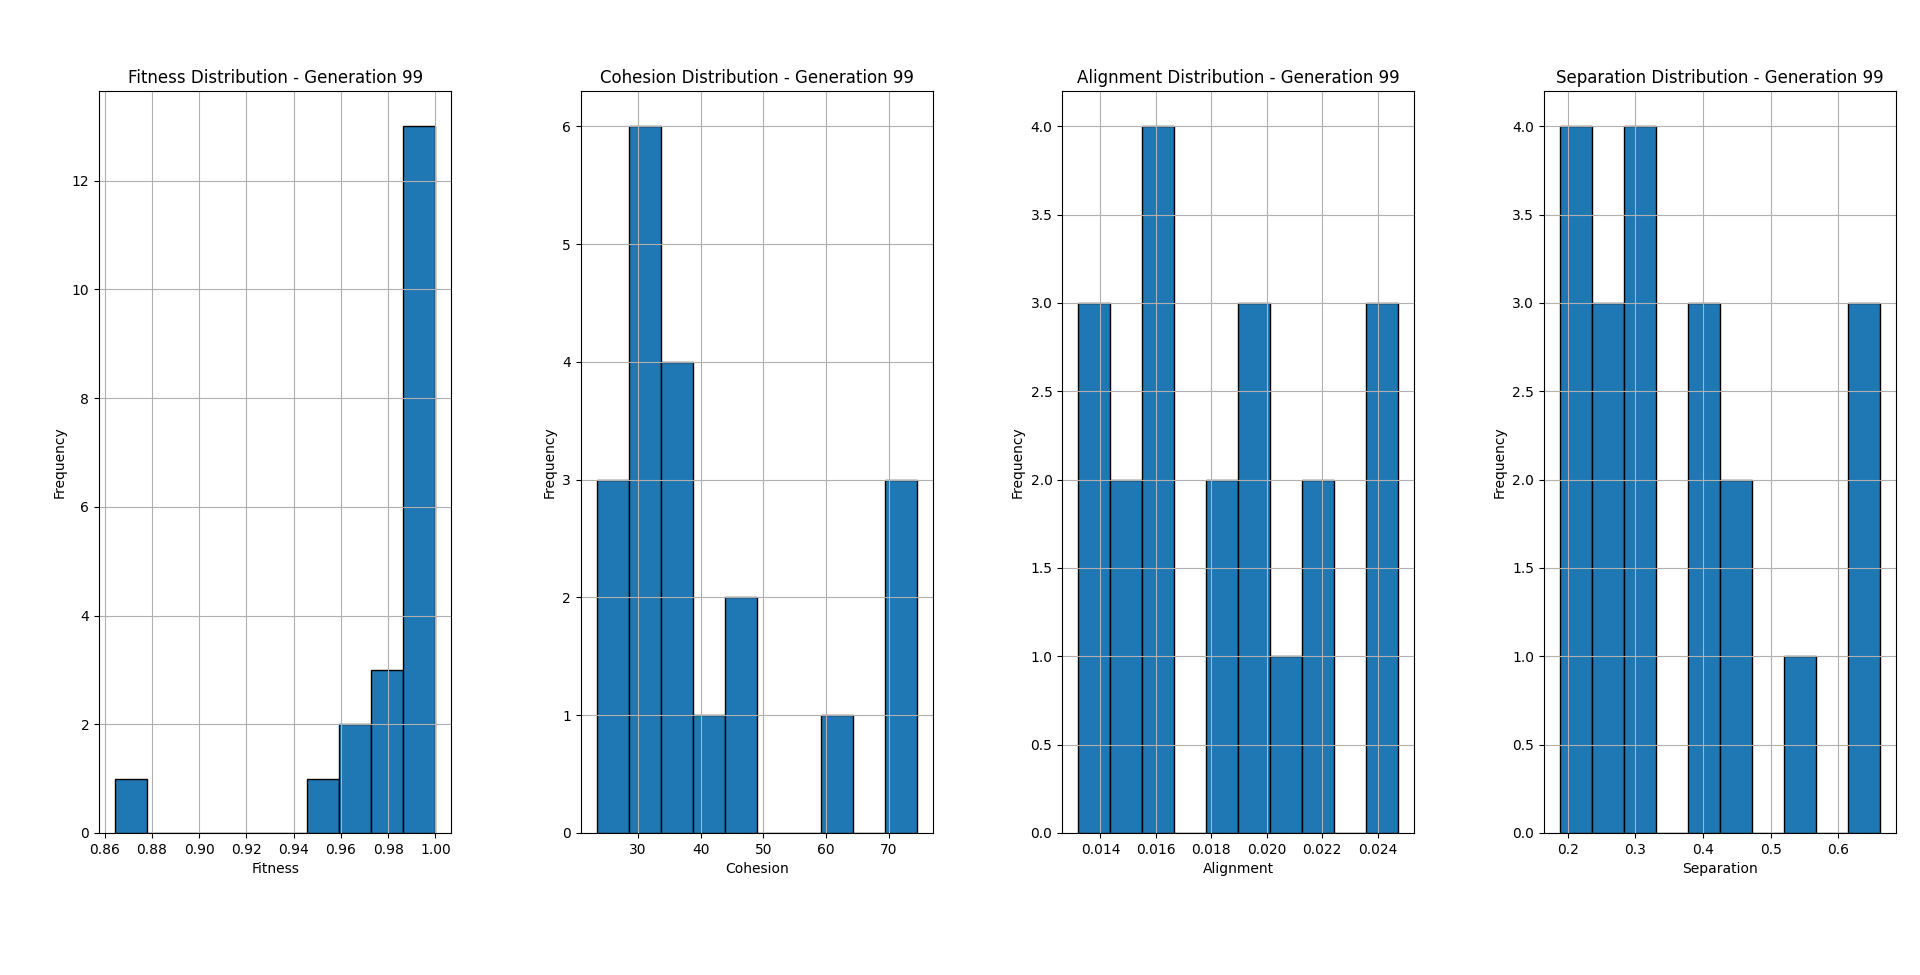 Fitness Distribution - Generation 99
Frequency
12
10
8
6
4
2
0
0.86 0.88 0.90 0.92 0.94 0.96 0.98 1.00
Fitness
Cohesion Distribution - Generation 99
Frequency
6
5
4
3
2
1
0
30 40 50 60 70
Cohesion
Alignment Distribution - Generation 99
Frequency
4.0
3.5
3.0
2.5
2.0
1.5
1.0
0.5
0.0
0.014 0.016 0.018 0.020 0.022 0.024
Alignment
Separation Distribution - Generation 99
Frequency
4.0
3.5
3.0
2.5
2.0
1.5
1.0
0.5
0.0
0.2 0.3 0.4 0.5 0.6
Separation